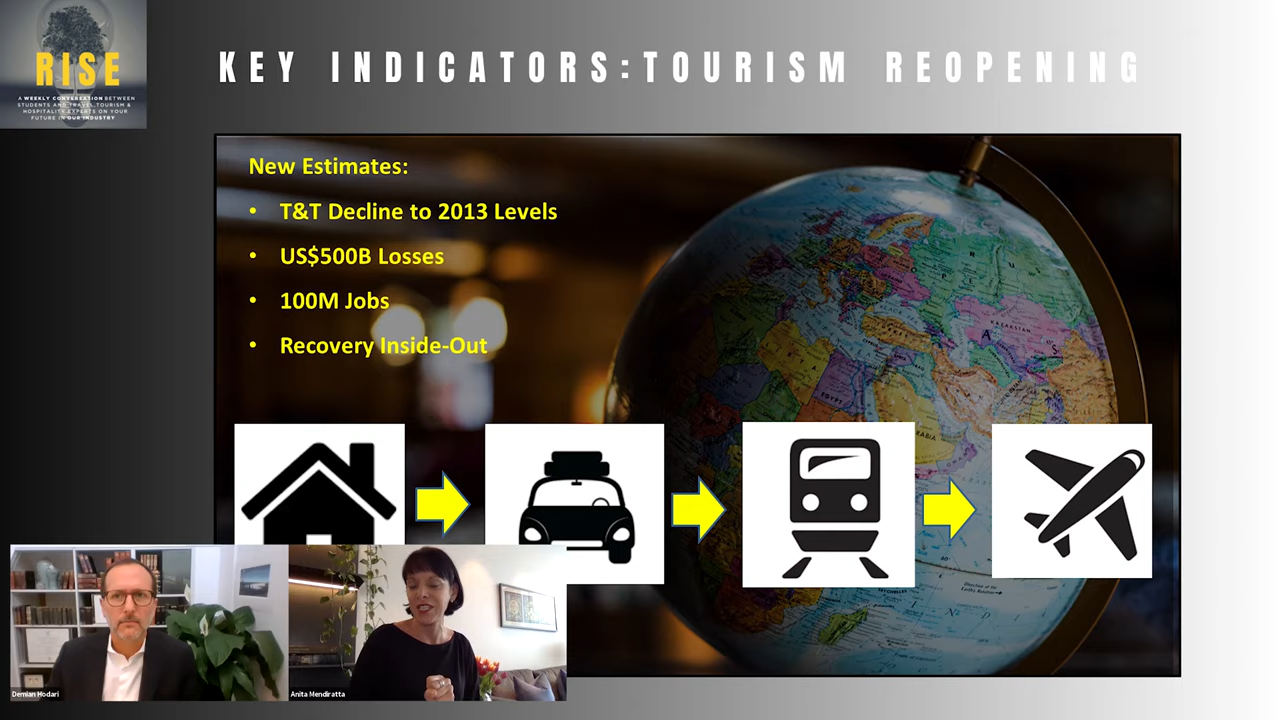 RISE
A WEEKLY CONVERSATION BETWEEN
STUDENTS AND TRAVEL, TOURISM &
HOSPITALITY EXPERTS ON YOUR
FUTURE IN OUR INDUSTRY
KEY INDICATORS:TOURISM REOPENING
New Estimates:
• T&T Decline to 2013 Levels
• US$500B Losses
• 100M Jobs
• Recovery Inside-Out
KAZAKHSTAN
EGYPT
Demian Hodari
Anita Mendiratta